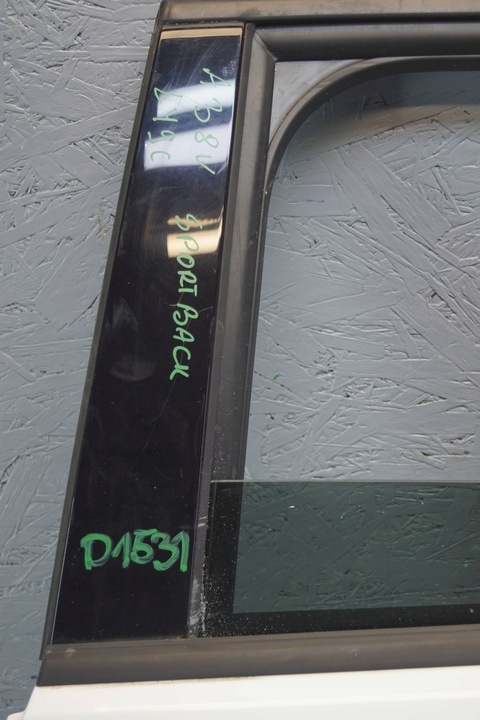 A3 8V
LY9C
SPORTBACK
D1531